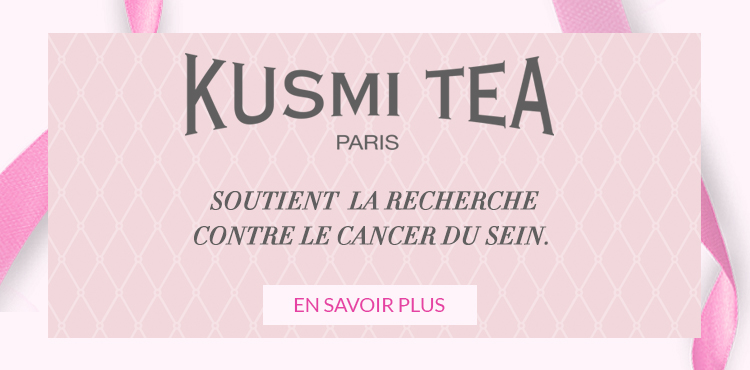 KUSMI TEA
PARIS
SOUTIENT LA RECHERCHE
CONTRE LE CANCER DU SEIN.
EN SAVOIR PLUS